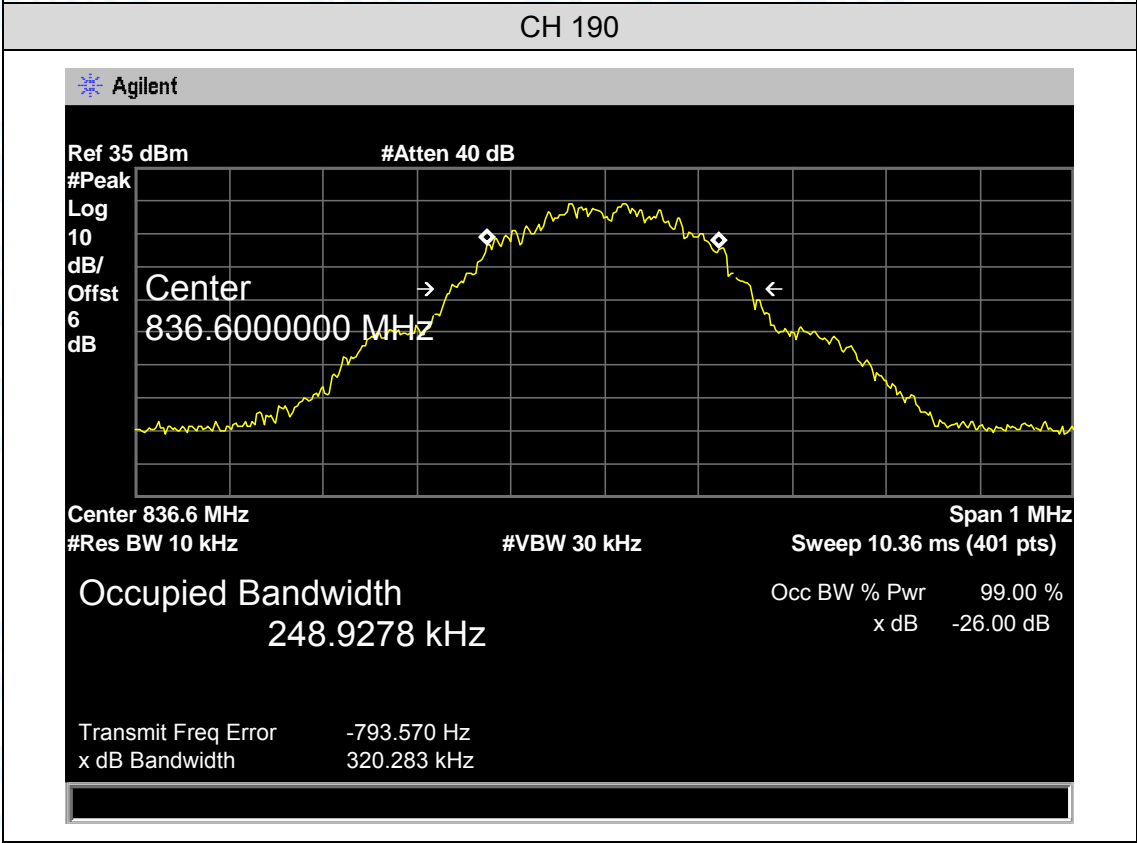 CH 190
Agilent
Ref 35 dBm #Atten 40 dB
#Peak
Log
10
dB/
Offst
6
dB
Center
836.6000000 MHz
Center 836.6 MHz Span 1 MHz
#Res BW 10 kHz #VBW 30 kHz Sweep 10.36 ms (401 pts)
Occupied Bandwidth Occ BW % Pwr 99.00 %
248.9278 kHz x dB -26.00 dB
Transmit Freq Error -793.570 Hz
x dB Bandwidth 320.283 kHz